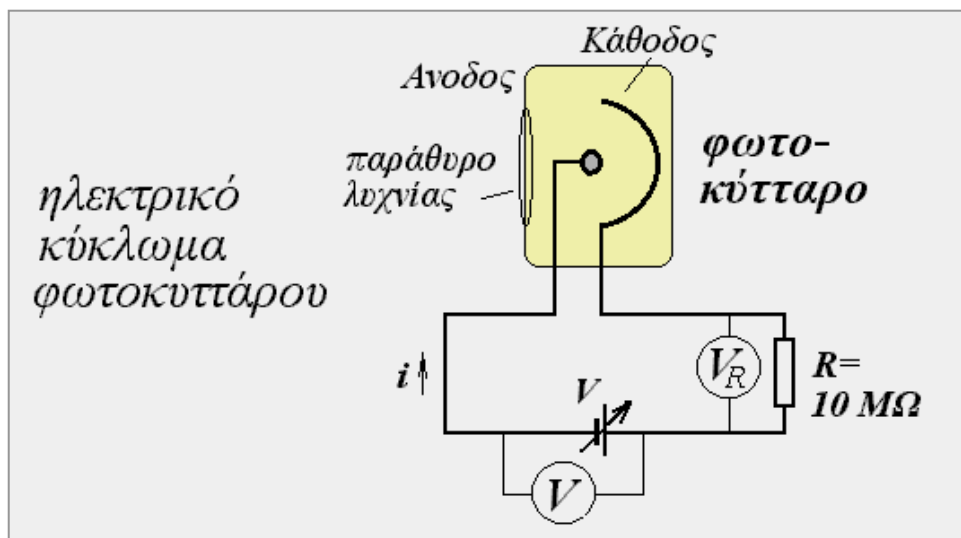 Κάθοδος
Ανοδος
παράθυρο
λυχνίας
φωτο-
κύτταρο
ηλεκτρικό
κύκλωμα
φωτοκυττάρου
i
V
V_R
R=
10 MΩ
V